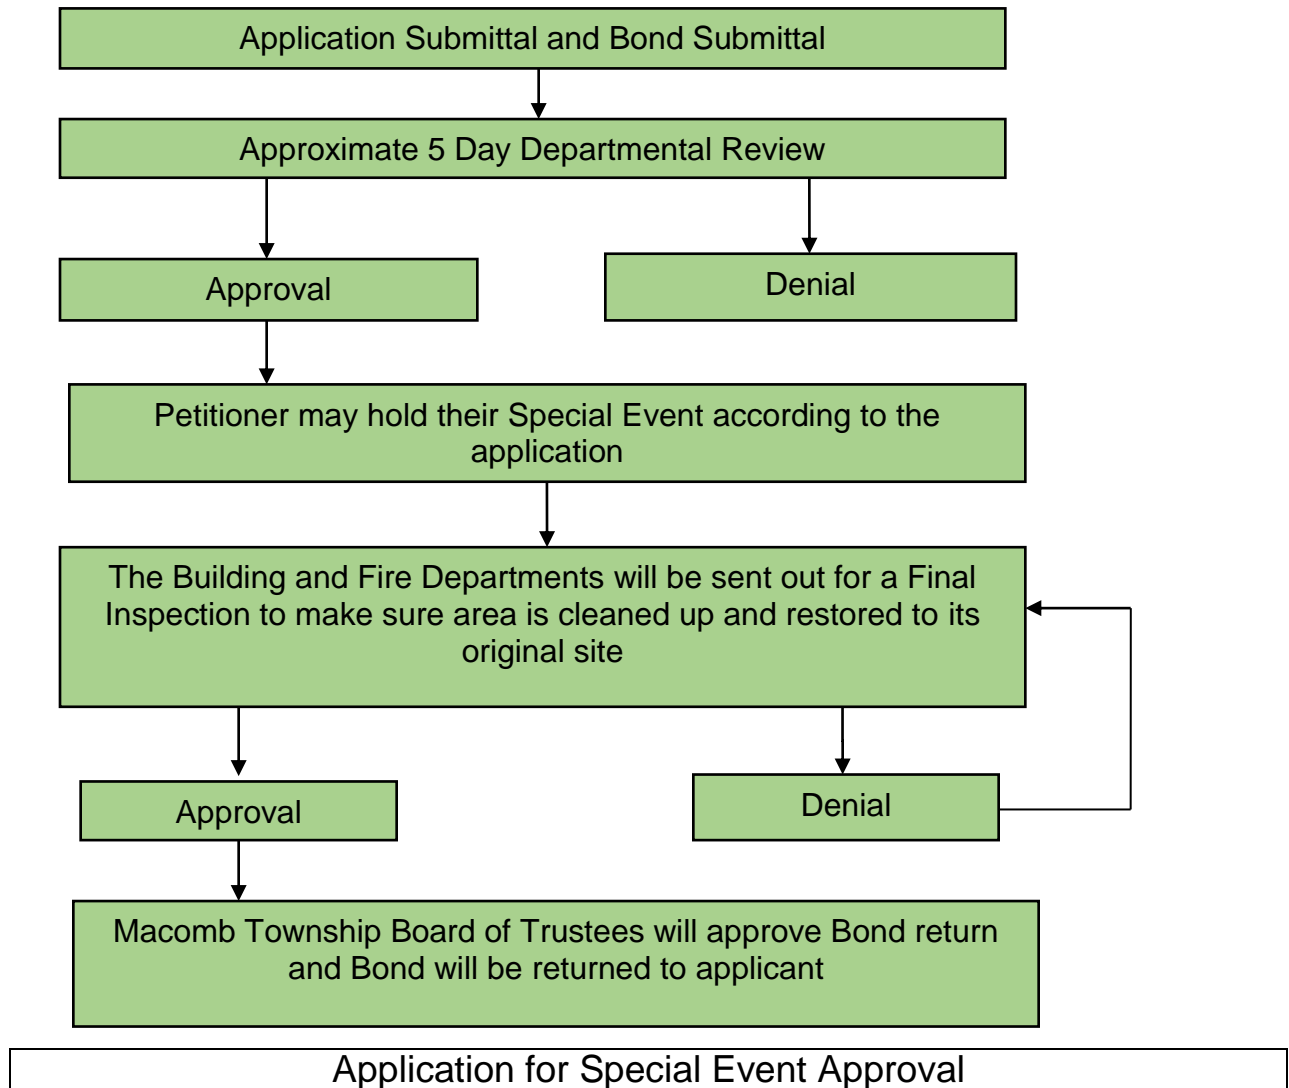 Application Submittal and Bond Submittal
Approximate 5 Day Departmental Review
Approval
Denial
Petitioner may hold their Special Event according to the
application
The Building and Fire Departments will be sent out for a Final
Inspection to make sure area is cleaned up and restored to its
original site
Approval
Denial
Macomb Township Board of Trustees will approve Bond return
and Bond will be returned to applicant
Application for Special Event Approval